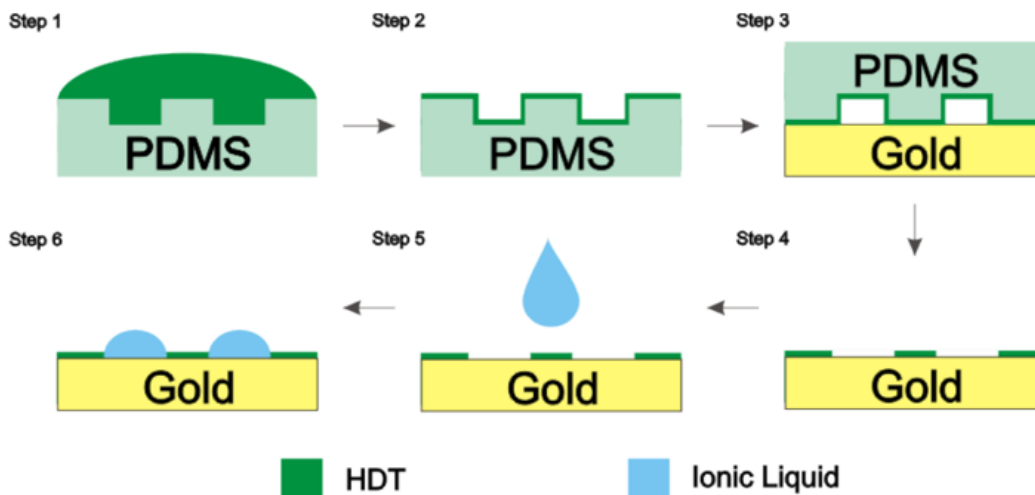 Step 1
Step 2
Step 3
PDMS
PDMS
PDMS
Gold
Step 6
Step 5
Step 4
Gold
Gold
Gold
HDT
Ionic Liquid